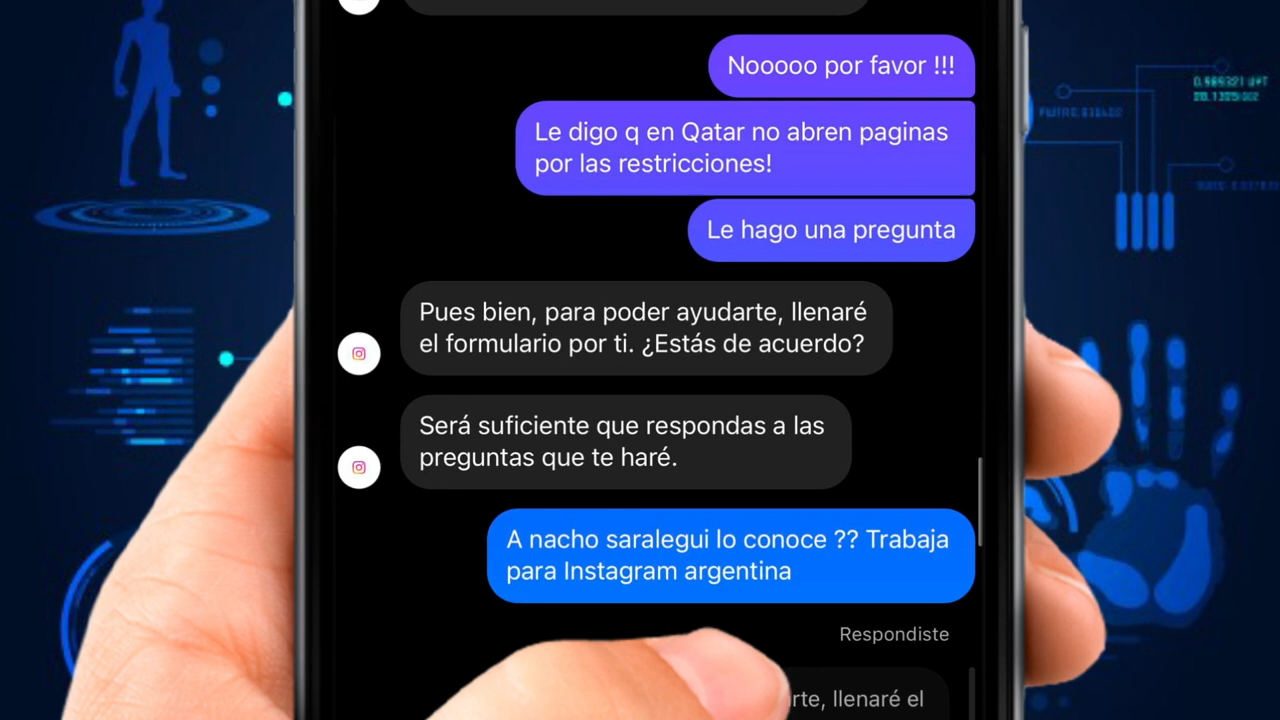 Nooooo por favor !!!
Le digo q en Qatar no abren paginas
por las restricciones!
Le hago una pregunta
Pues bien, para poder ayudarte, llenaré
el formulario por ti. ¿Estás de acuerdo?
Será suficiente que respondas a las
preguntas que te haré.
A nacho saralegui lo conoce ?? Trabaja
para Instagram argentina
Respondiste
llenaré el